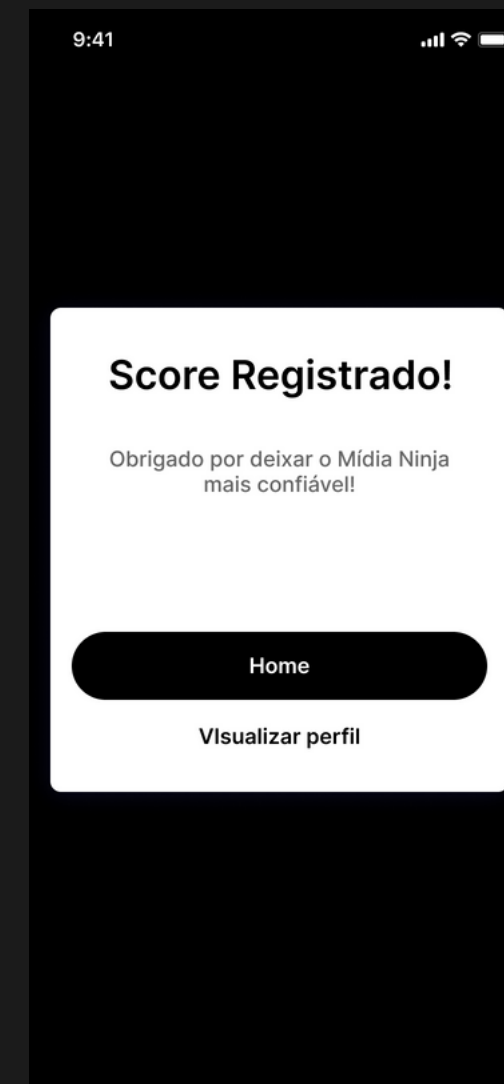 9:41
Score Registrado!
Obrigado por deixar o Mídia Ninja
mais confiável!
Home
VIsualizar perfil